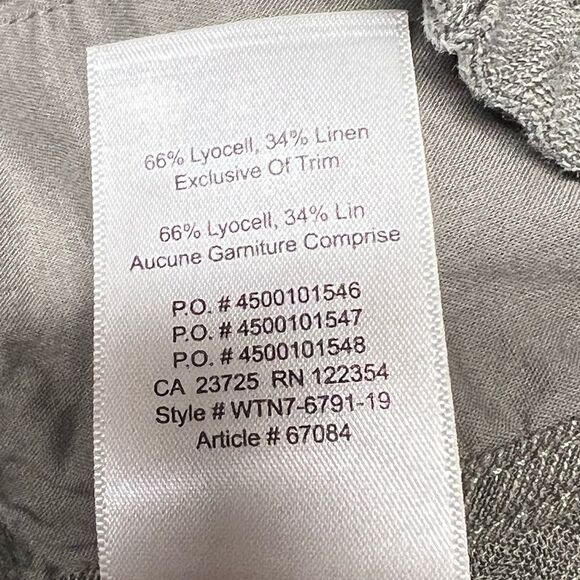 66% Lyocell, 34% Linen
Exclusive Of Trim
66% Lyocell, 34% Lin
Aucune Garniture Comprise
P.O. # 4500101546
P.O. # 4500101547
P.O. # 4500101548
CA 23725 RN 122354
Style # WTN7-6791-19
Article # 67084